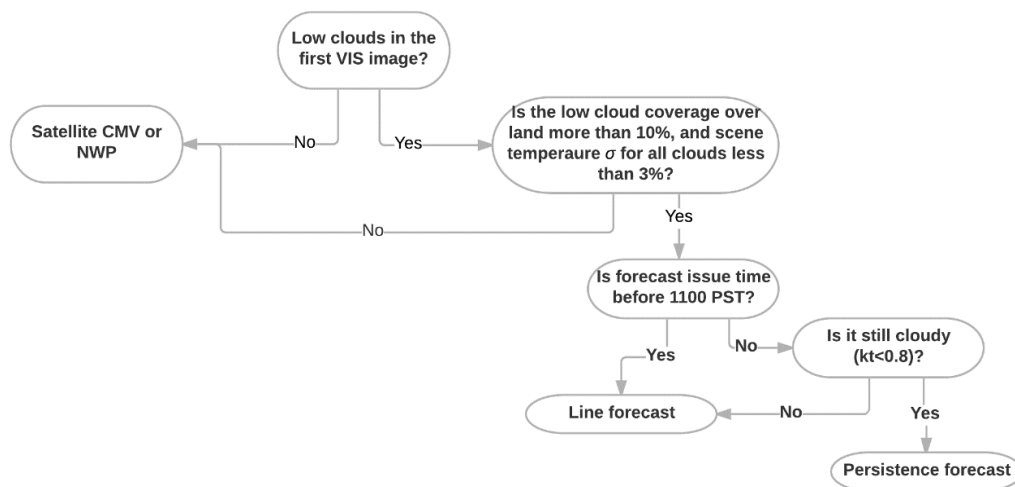 Low clouds in the
first VIS image?
No
Yes
Satellite CMV or
NWP
Is the low cloud coverage over
land more than 10%, and scene
temperaure σ for all clouds less
than 3%?
No
Yes
Is forecast issue time
before 1100 PST?
Yes
No
Is it still cloudy
(kt<0.8)?
Line forecast
No
Yes
Persistence forecast